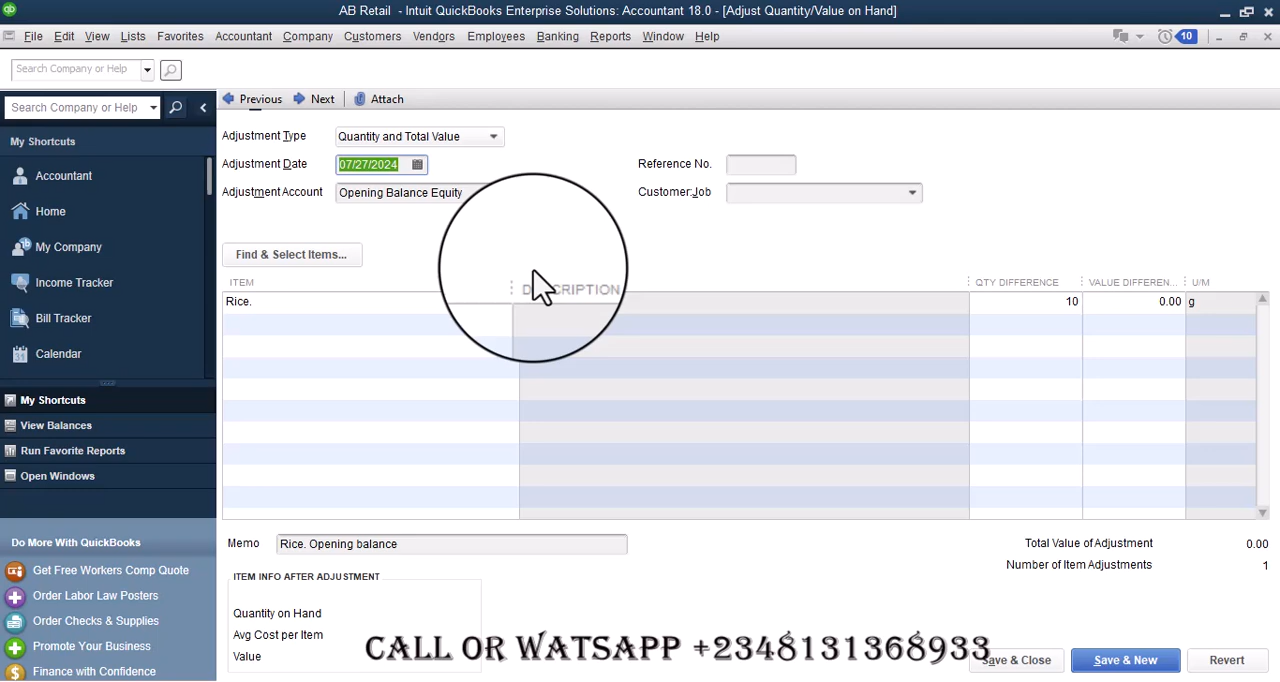 AB Retail - Intuit QuickBooks Enterprise Solutions: Accountant 18.0 - [Adjust Quantity/Value on Hand]
File Edit View Lists Favorites Accountant Company Customers Vendors Employees Banking Reports Window Help
10
Search Company or Help
Search Company or Help
Previous Next Attach
My Shortcuts
Accountant
Home
My Company
Income Tracker
Bill Tracker
Calendar
My Shortcuts
View Balances
Run Favorite Reports
Open Windows
Do More With QuickBooks
Get Free Workers Comp Quote
Order Labor Law Posters
Order Checks & Supplies
Promote Your Business
Finance with Confidence
Adjustment Type Quantity and Total Value
Adjustment Date 07/27/2024 Reference No.
Adjustment Account Opening Balance Equity Customer:Job
Find & Select Items...
ITEM QTY DIFFERENCE VALUE DIFFEREN... U/M
Rice. 10 0.00 g
Memo Rice. Opening balance
Total Value of Adjustment 0.00
Number of Item Adjustments 1
ITEM INFO AFTER ADJUSTMENT
Quantity on Hand
Avg Cost per Item
Value
CALL OR WATSAPP +2348131368933
Save & Close Save & New Revert